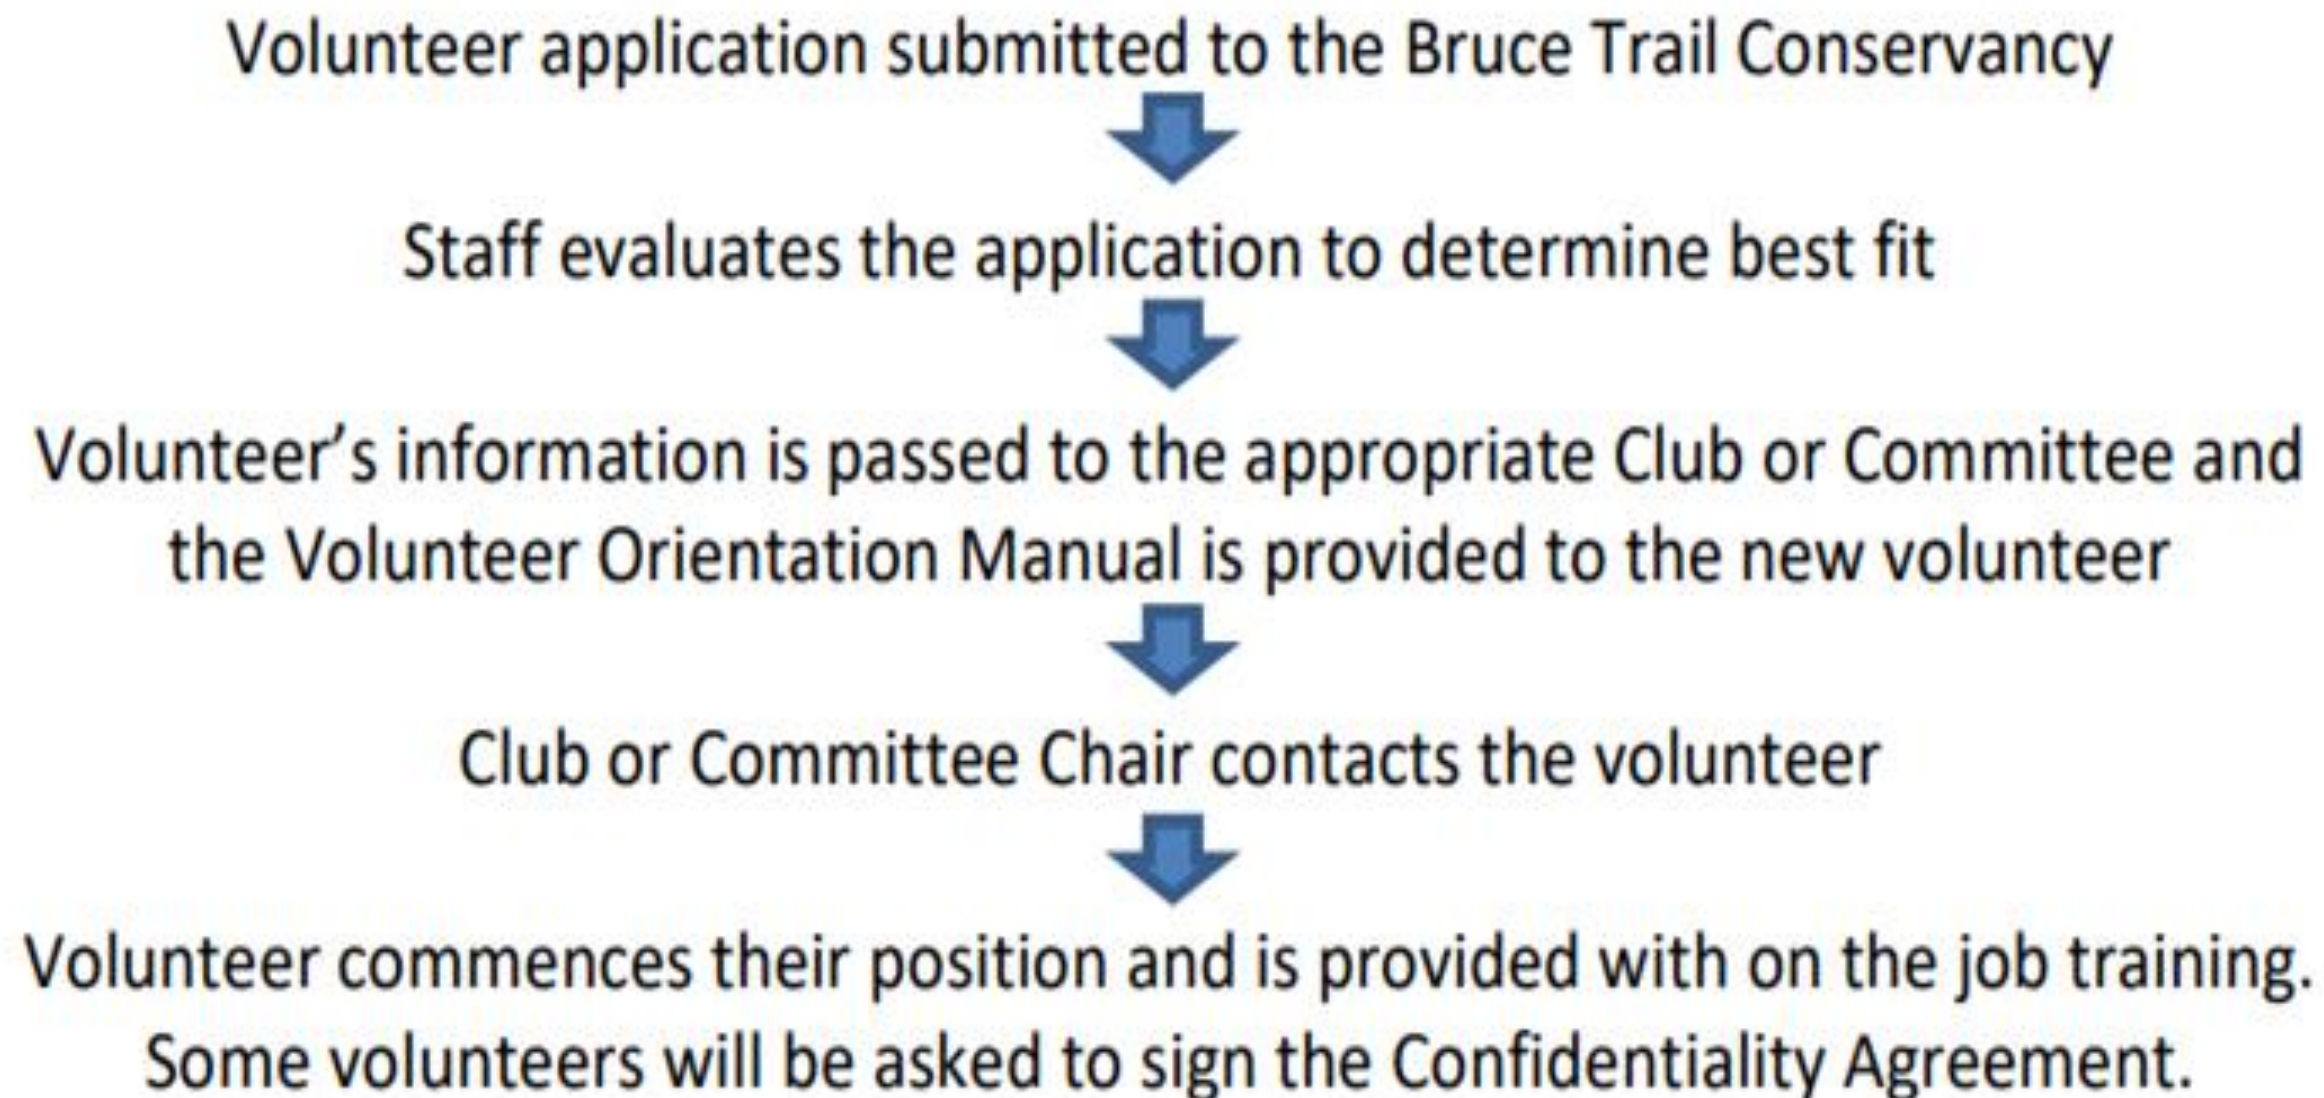 Volunteer application submitted to the Bruce Trail Conservancy
Staff evaluates the application to determine best fit
Volunteer’s information is passed to the appropriate Club or Committee and
the Volunteer Orientation Manual is provided to the new volunteer
Club or Committee Chair contacts the volunteer
Volunteer commences their position and is provided with on the job training.
Some volunteers will be asked to sign the Confidentiality Agreement.